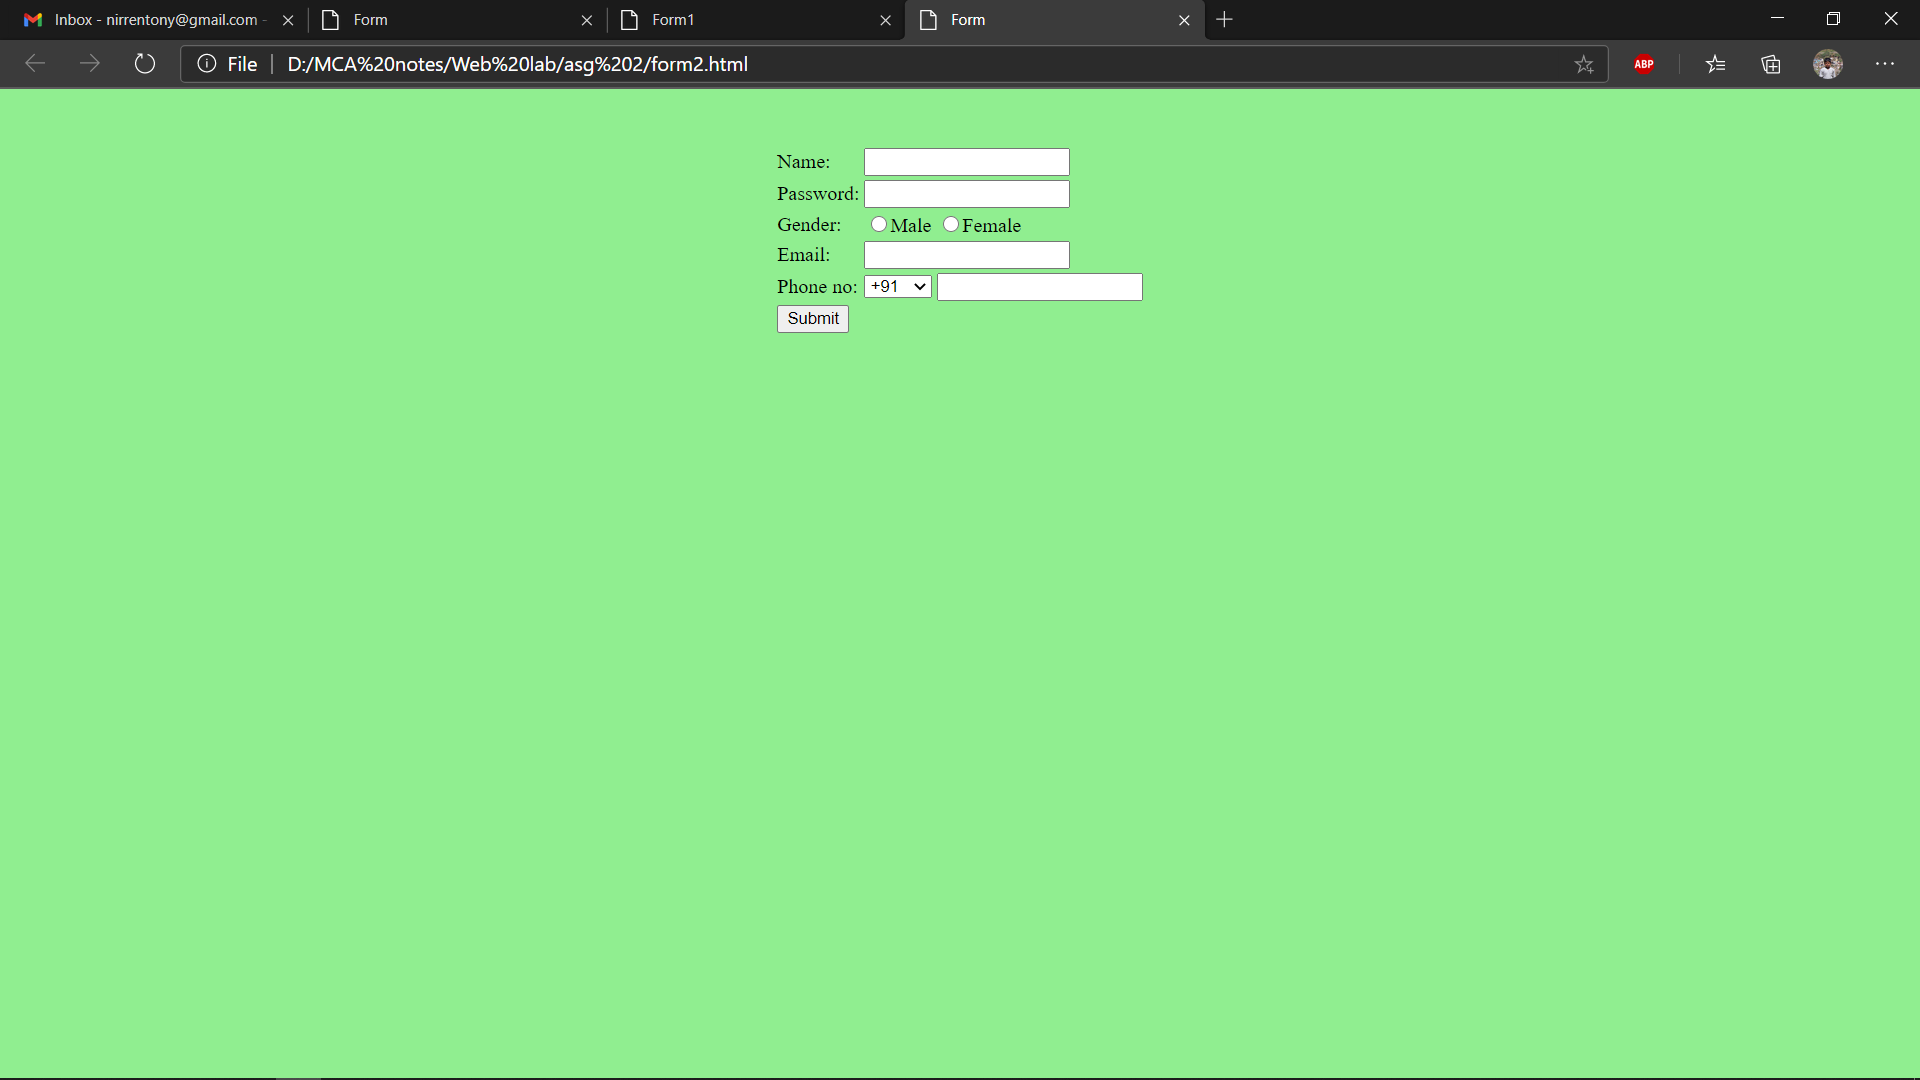 Inbox - nirrentony@gmail.com -
Form
Form1
Form
File
D:/MCA%20notes/Web%20lab/asg%202/form2.html
ABP
Name:
Password:
Gender: Male Female
Email:
Phone no: +91
Submit